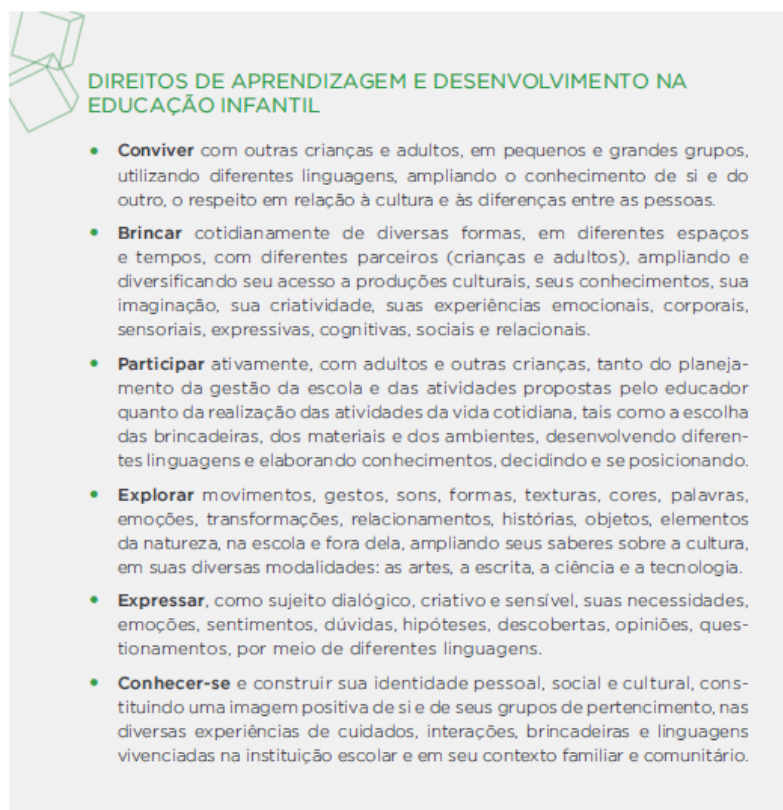 DIREITOS DE APRENDIZAGEM E DESENVOLVIMENTO NA
EDUCAÇÃO INFANTIL
• Conviver com outras crianças e adultos, em pequenos e grandes grupos,
utilizando diferentes linguagens, ampliando o conhecimento de si e do
outro, o respeito em relação à cultura e às diferenças entre as pessoas.
• Brincar cotidianamente de diversas formas, em diferentes espaços
e tempos, com diferentes parceiros (crianças e adultos), ampliando e
diversificando seu acesso a produções culturais, seus conhecimentos, sua
imaginação, sua criatividade, suas experiências emocionais, corporais,
sensoriais, expressivas, cognitivas, sociais e relacionais.
• Participar ativamente, com adultos e outras crianças, tanto do planeja-
mento da gestão da escola e das atividades propostas pelo educador
quanto da realização das atividades da vida cotidiana, tais como a escolha
das brincadeiras, dos materiais e dos ambientes, desenvolvendo diferen-
tes linguagens e elaborando conhecimentos, decidindo e se posicionando.
• Explorar movimentos, gestos, sons, formas, texturas, cores, palavras,
emoções, transformações, relacionamentos, histórias, objetos, elementos
da natureza, na escola e fora dela, ampliando seus saberes sobre a cultura,
em suas diversas modalidades: as artes, a escrita, a ciência e a tecnologia.
• Expressar, como sujeito dialógico, criativo e sensível, suas necessidades,
emoções, sentimentos, dúvidas, hipóteses, descobertas, opiniões, ques-
tionamentos, por meio de diferentes linguagens.
• Conhecer-se e construir sua identidade pessoal, social e cultural, cons-
tituindo uma imagem positiva de si e de seus grupos de pertencimento, nas
diversas experiências de cuidados, interações, brincadeiras e linguagens
vivenciadas na instituição escolar e em seu contexto familiar e comunitário.